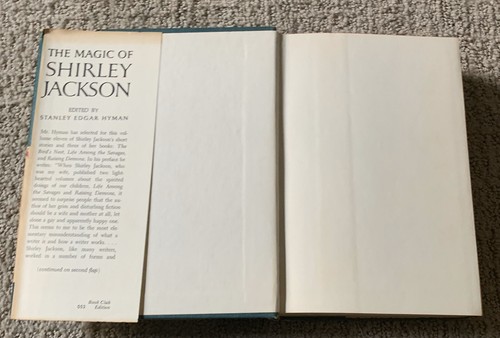 THE MAGIC OF
SHIRLEY
JACKSON
EDITED BY
STANLEY EDGAR HYMAN
Mr. Hyman has selected for this vol-
ume eleven of Shirley Jackson's short
stories and three of her books: The
Bird's Nest, Life Among the Savages,
and Raising Demons. In his preface he
writes: "When Shirley Jackson, who
was my wife, published two light-
hearted volumes about the spirited
doings of our children, Life Among
the Savages and Raising Demons, it
seemed to surprise people that the au-
thor of her grim and disturbing fiction
should be a wife and mother at all, let
alone a gay and apparently happy one.
This seems to me to be the most ele-
mentary misunderstanding of what a
writer is and how a writer works
Shirley Jackson, like many writers,
worked in a number of forms and
(continued on second flap)
Book Club
Edition